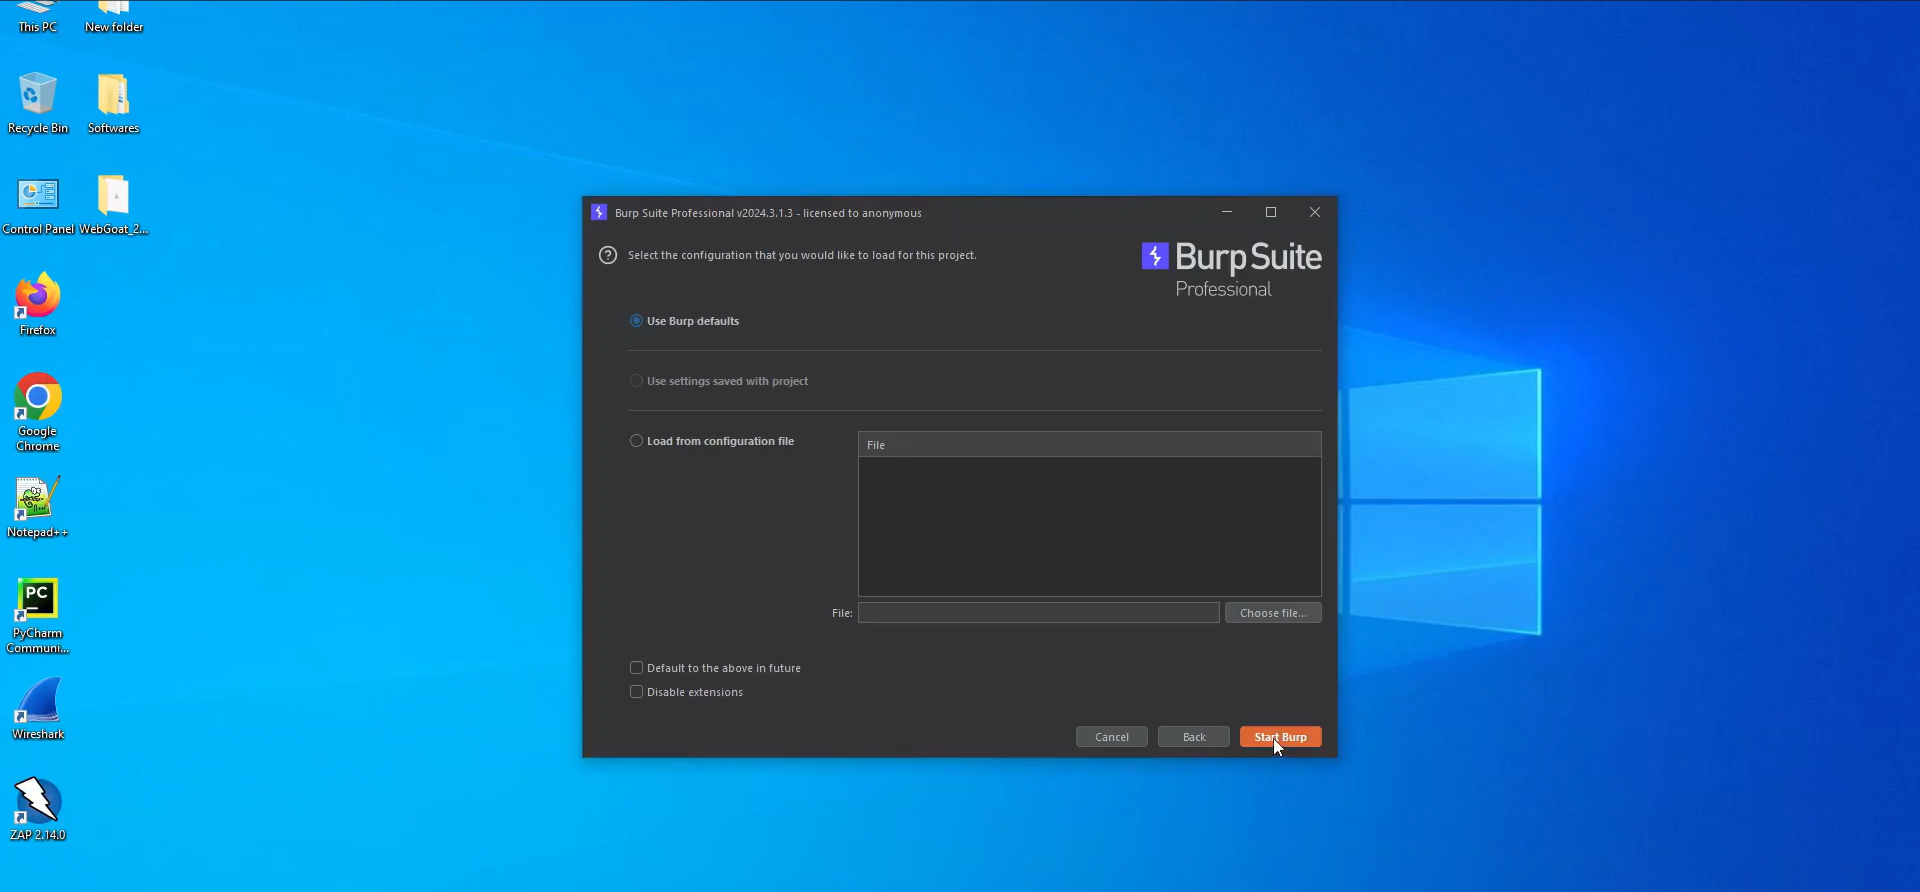 This PC
New folder
Recycle Bin
Softwares
Control Panel
WebGoat_2...
Firefox
Google
Chrome
Notepad++
PC
PyCharm
Communi...
Wireshark
ZAP 2.14.0
Burp Suite Professional v2024.3.1.3 - licensed to anonymous
Select the configuration that you would like to load for this project.
Burp Suite
Professional
Use Burp defaults
Use settings saved with project
Load from configuration file
File
File:
Choose file...
Default to the above in future
Disable extensions
Cancel
Back
Start Burp